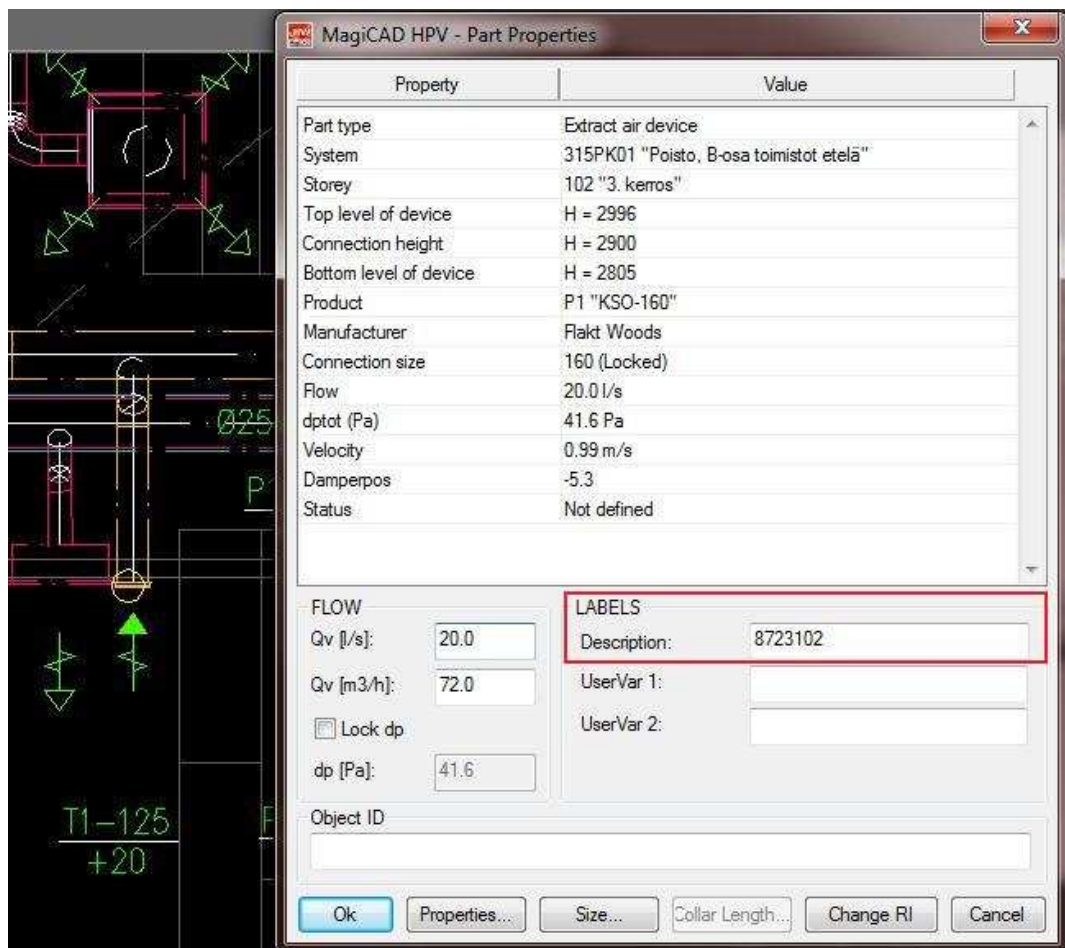 MagiCAD HPV - Part Properties
Property Value
Part type Extract air device
System 315PK01 "Poisto, B-osa toimistot etelä"
Storey 102 "3. kerros"
Top level of device H = 2996
Connection height H = 2900
Bottom level of device H = 2805
Product P1 "KSO-160"
Manufacturer Flakt Woods
Connection size 160 (Locked)
Flow 20.0 l/s
dptot (Pa) 41.6 Pa
Velocity 0.99 m/s
Damperpos -5.3
Status Not defined
FLOW
Qv [l/s]: 20.0
Qv [m3/h]: 72.0
Lock dp
dp [Pa]: 41.6
LABELS
Description: 8723102
UserVar 1:
UserVar 2:
Object ID
Ok Properties... Size... Collar Length... Change RI Cancel
Ø25
P
T1-125
+20